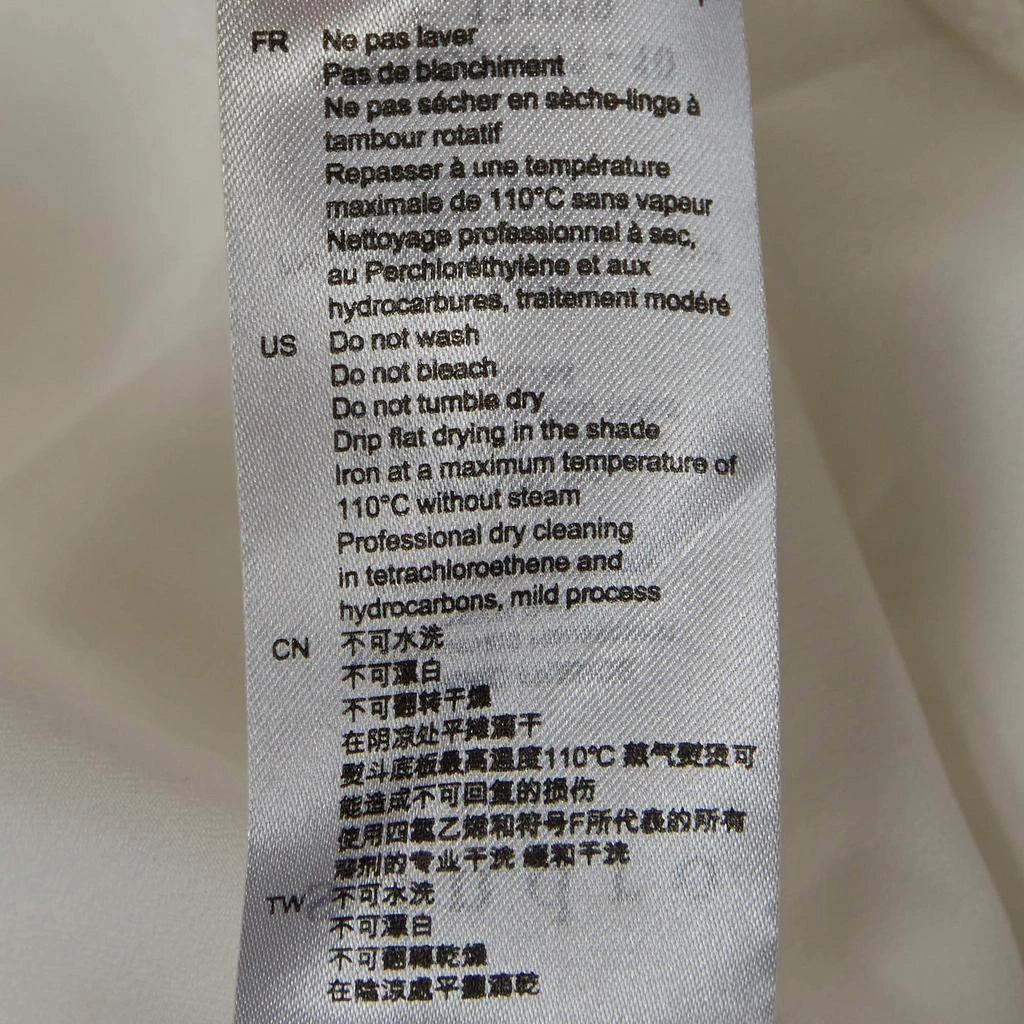 FR Ne pas laver
Pas de blanchiment
Ne pas sécher en sèche-linge à
tambour rotatif
Repasser à une température
maximale de 110°C sans vapeur
Nettoyage professionnel à sec,
au Perchloréthylène et aux
hydrocarbures, traitement modéré
US Do not wash
Do not bleach
Do not tumble dry
Drip flat drying in the shade
Iron at a maximum temperature of
110°C without steam
Professional dry cleaning
in tetrachloroethene and
hydrocarbons, mild process
CN 不可水洗
不可漂白
不可翻转干燥
在阴凉处平摊滴干
熨斗底板最高温度110℃ 蒸气熨烫可
能造成不可回复的损伤
使用四氯乙烯和符号F所代表的所有
溶剂的专业干洗 缓和干洗
TW 不可水洗
不可漂白
不可翻轉乾燥
在陰涼處平攤滴乾